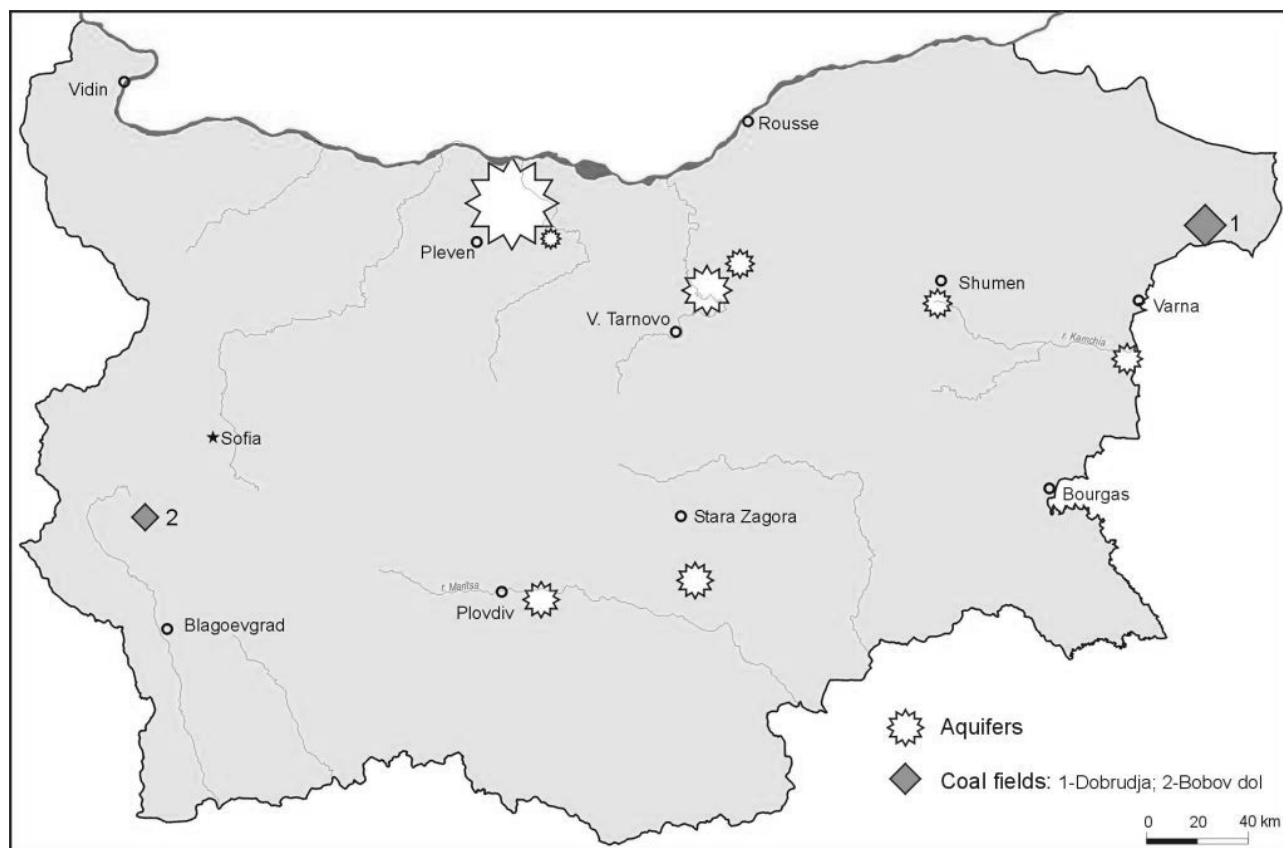 Vidin
Rousse
Pleven
1
Shumen
Varna
V. Tarnovo
r. Kamchia
Sofia
2
Stara Zagora
Bourgas
r. Maritsa
Plovdiv
Blagoevgrad
Aquifers
Coal fields: 1-Dobrudja; 2-Bobov dol
0 20 40 km